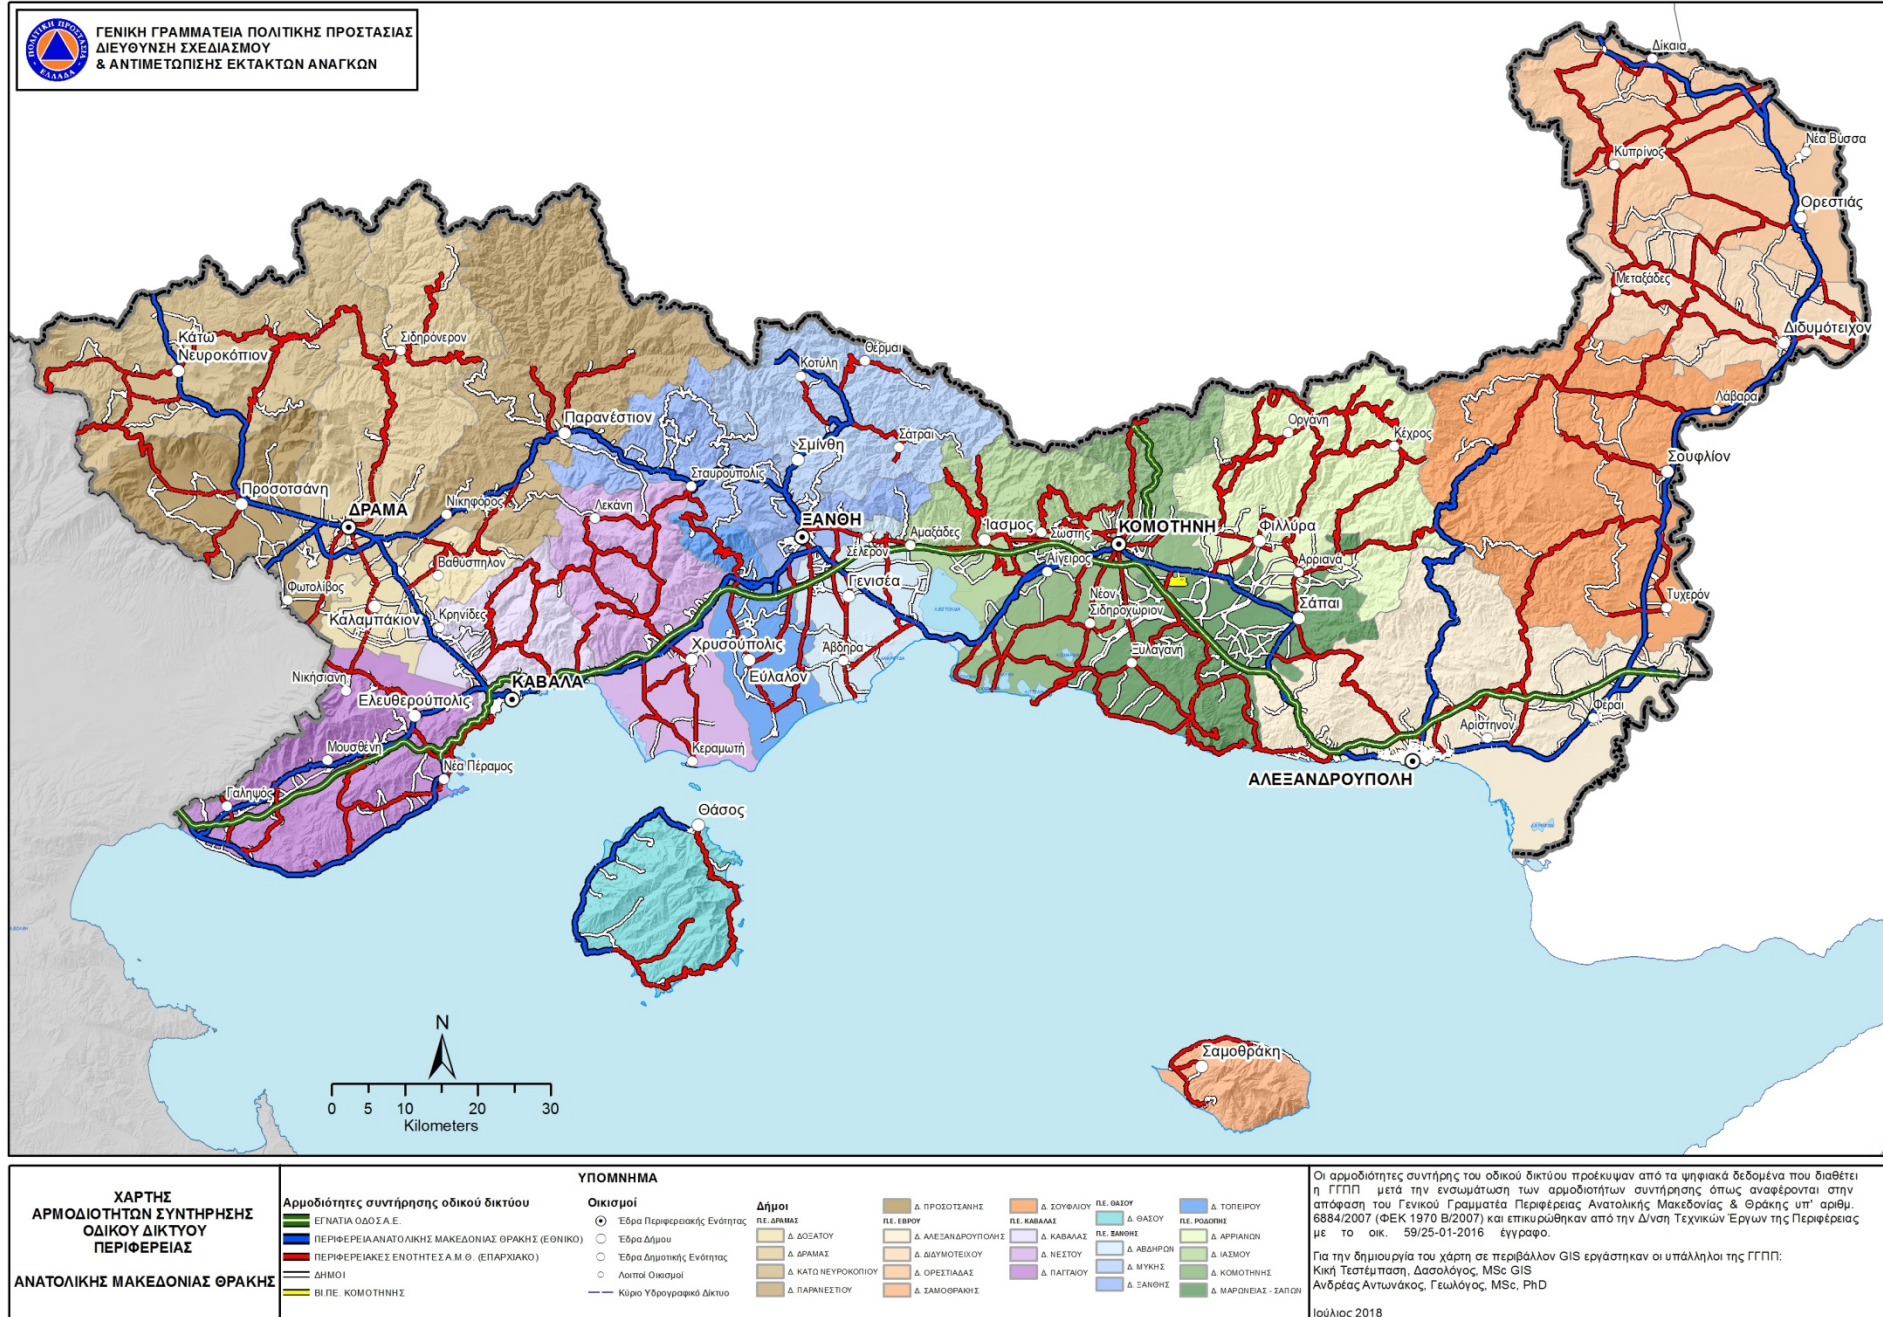 ΓΕΝΙΚΗ ΓΡΑΜΜΑΤΕΙΑ ΠΟΛΙΤΙΚΗΣ ΠΡΟΣΤΑΣΙΑΣ
ΔΙΕΥΘΥΝΣΗ ΣΧΕΔΙΑΣΜΟΥ
& ΑΝΤΙΜΕΤΩΠΙΣΗΣ ΕΚΤΑΚΤΩΝ ΑΝΑΓΚΩΝ
ΠΟΛΙΤΙΚΗ ΠΡΟΣΤΑΣΙΑ
ΕΛΛΑΔΑ
Δίκαια
Νέα Βύσσα
Κυπρίνος
Ορεστιάς
Μεταξάδες
Διδυμότειχον
Λάβαρα
Σουφλίον
Τυχερόν
Φέραι
Αρίστηνον
ΑΛΕΞΑΝΔΡΟΥΠΟΛΗ
Κάτω
Νευροκόπιον
Σιδηρόνερον
Παρανέστιον
Προσοτσάνη
ΔΡΑΜΑ
Νικηφόρος
Βαθύσπηλον
Φωτολίβος
Καλαμπάκιον
Κρηνίδες
Λεκάνη
Σταυρούπολις
Κοτύλη
Θέρμαι
Σμίνθη
Σάτραι
ΞΑΝΘΗ
Σέλερον
Αμαξάδες
Γενισέα
Ίασμος
Σώστης
Αίγειρος
ΚΟΜΟΤΗΝΗ
Φιλλύρα
Οργάνη
Κέχρος
Αρριανά
Σάπαι
Νέον
Σιδηροχώριον
Ξυλαγανή
Χρυσούπολις
Εύλαλον
Άβδηρα
Κεραμωτή
ΚΑΒΑΛΑ
Νικήσιανη
Ελευθερούπολις
Μουσθένη
Νέα Πέραμος
Γαληψός
Θάσος
Σαμοθράκη
N
0 5 10 20 30
Kilometers
ΧΑΡΤΗΣ
ΑΡΜΟΔΙΟΤΗΤΩΝ ΣΥΝΤΗΡΗΣΗΣ
ΟΔΙΚΟΥ ΔΙΚΤΥΟΥ
ΠΕΡΙΦΕΡΕΙΑΣ
ΑΝΑΤΟΛΙΚΗΣ ΜΑΚΕΔΟΝΙΑΣ ΘΡΑΚΗΣ
ΥΠΟΜΝΗΜΑ
Αρμοδιότητες συντήρησης οδικού δικτύου
ΕΓΝΑΤΙΑ ΟΔΟΣ Α.Ε.
ΠΕΡΙΦΕΡΕΙΑ ΑΝΑΤΟΛΙΚΗΣ ΜΑΚΕΔΟΝΙΑΣ ΘΡΑΚΗΣ (ΕΘΝΙΚΟ)
ΠΕΡΙΦΕΡΕΙΑΚΕΣ ΕΝΟΤΗΤΕΣ Α.Μ.Θ. (ΕΠΑΡΧΙΑΚΟ)
ΔΗΜΟΙ
ΒΙ.ΠΕ. ΚΟΜΟΤΗΝΗΣ
Οικισμοί
Έδρα Περιφερειακής Ενότητας
Έδρα Δήμου
Έδρα Δημοτικής Ενότητας
Λοιποί Οικισμοί
Κύριο Υδρογραφικό Δίκτυο
Δήμοι
Π.Ε. ΔΡΑΜΑΣ
Δ. ΔΟΞΑΤΟΥ
Δ. ΔΡΑΜΑΣ
Δ. ΚΑΤΩ ΝΕΥΡΟΚΟΠΙΟΥ
Δ. ΠΑΡΑΝΕΣΤΙΟΥ
Δ. ΠΡΟΣΟΤΣΑΝΗΣ
Π.Ε. ΕΒΡΟΥ
Δ. ΑΛΕΞΑΝΔΡΟΥΠΟΛΗΣ
Δ. ΔΙΔΥΜΟΤΕΙΧΟΥ
Δ. ΟΡΕΣΤΙΑΔΑΣ
Δ. ΣΑΜΟΘΡΑΚΗΣ
Δ. ΣΟΥΦΛΙΟΥ
Π.Ε. ΚΑΒΑΛΑΣ
Δ. ΚΑΒΑΛΑΣ
Δ. ΝΕΣΤΟΥ
Δ. ΠΑΓΓΑΙΟΥ
Π.Ε. ΘΑΣΟΥ
Δ. ΘΑΣΟΥ
Π.Ε. ΞΑΝΘΗΣ
Δ. ΑΒΔΗΡΩΝ
Δ. ΜΥΚΗΣ
Δ. ΞΑΝΘΗΣ
Δ. ΤΟΠΕΙΡΟΥ
Π.Ε. ΡΟΔΟΠΗΣ
Δ. ΑΡΡΙΑΝΩΝ
Δ. ΙΑΣΜΟΥ
Δ. ΚΟΜΟΤΗΝΗΣ
Δ. ΜΑΡΩΝΕΙΑΣ - ΣΑΠΩΝ
Οι αρμοδιότητες συντήρης του οδικού δικτύου προέκυψαν από τα ψηφιακά δεδομένα που διαθέτει
η ΓΓΠΠ μετά την ενσωμάτωση των αρμοδιοτήτων συντήρησης όπως αναφέρονται στην
απόφαση του Γενικού Γραμματέα Περιφέρειας Ανατολικής Μακεδονίας & Θράκης υπ' αριθμ.
6884/2007 (ΦΕΚ 1970 Β/2007) και επικυρώθηκαν από την Δ/νση Τεχνικών Έργων της Περιφέρειας
με το οικ. 59/25-01-2016 έγγραφο.
Για την δημιουργία του χάρτη σε περιβάλλον GIS εργάστηκαν οι υπάλληλοι της ΓΓΠΠ:
Κική Τεστέμπαση, Δασολόγος, MSc GIS
Ανδρέας Αντωνάκος, Γεωλόγος, MSc, PhD
Ιούλιος 2018